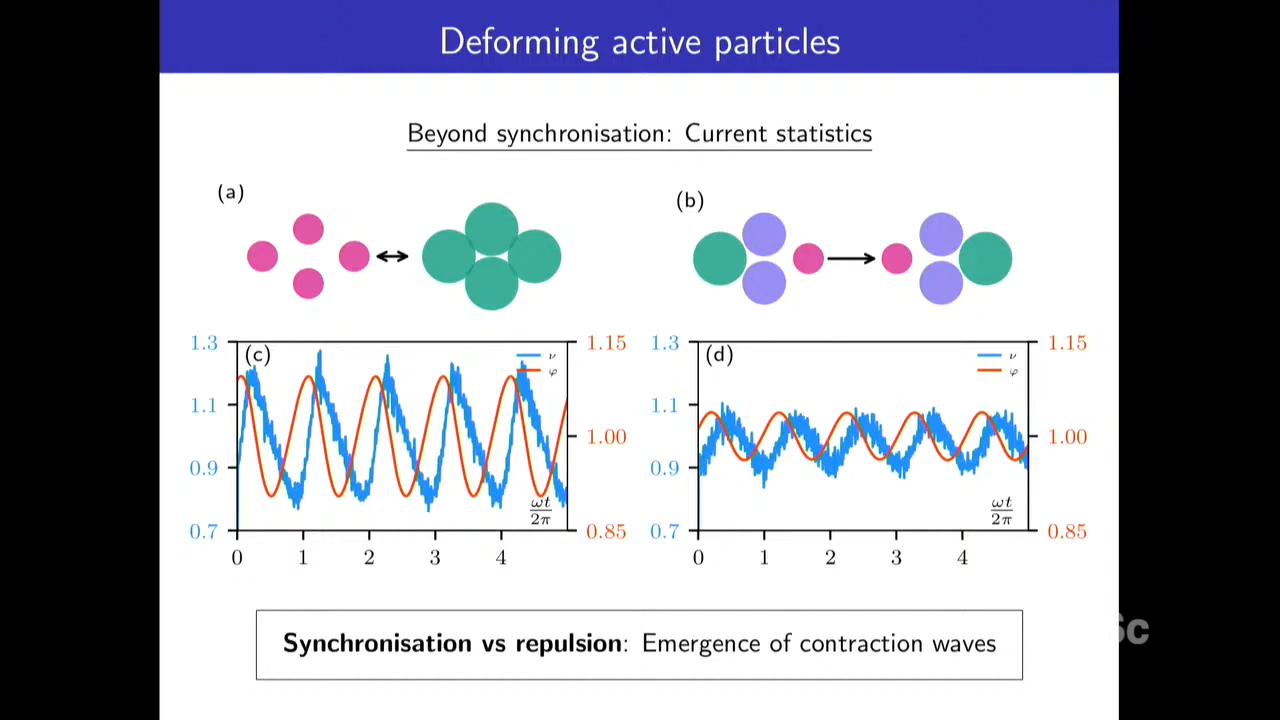 Deforming active particles
Beyond synchronisation: Current statistics
(a)
(b)
1.3
1.1
0.9
0.7
(c)
ν
φ
1.15
1.00
0.85
ωt
2π
0 1 2 3 4
1.3
1.1
0.9
0.7
(d)
ν
φ
1.15
1.00
0.85
ωt
2π
0 1 2 3 4
Synchronisation vs repulsion: Emergence of contraction waves